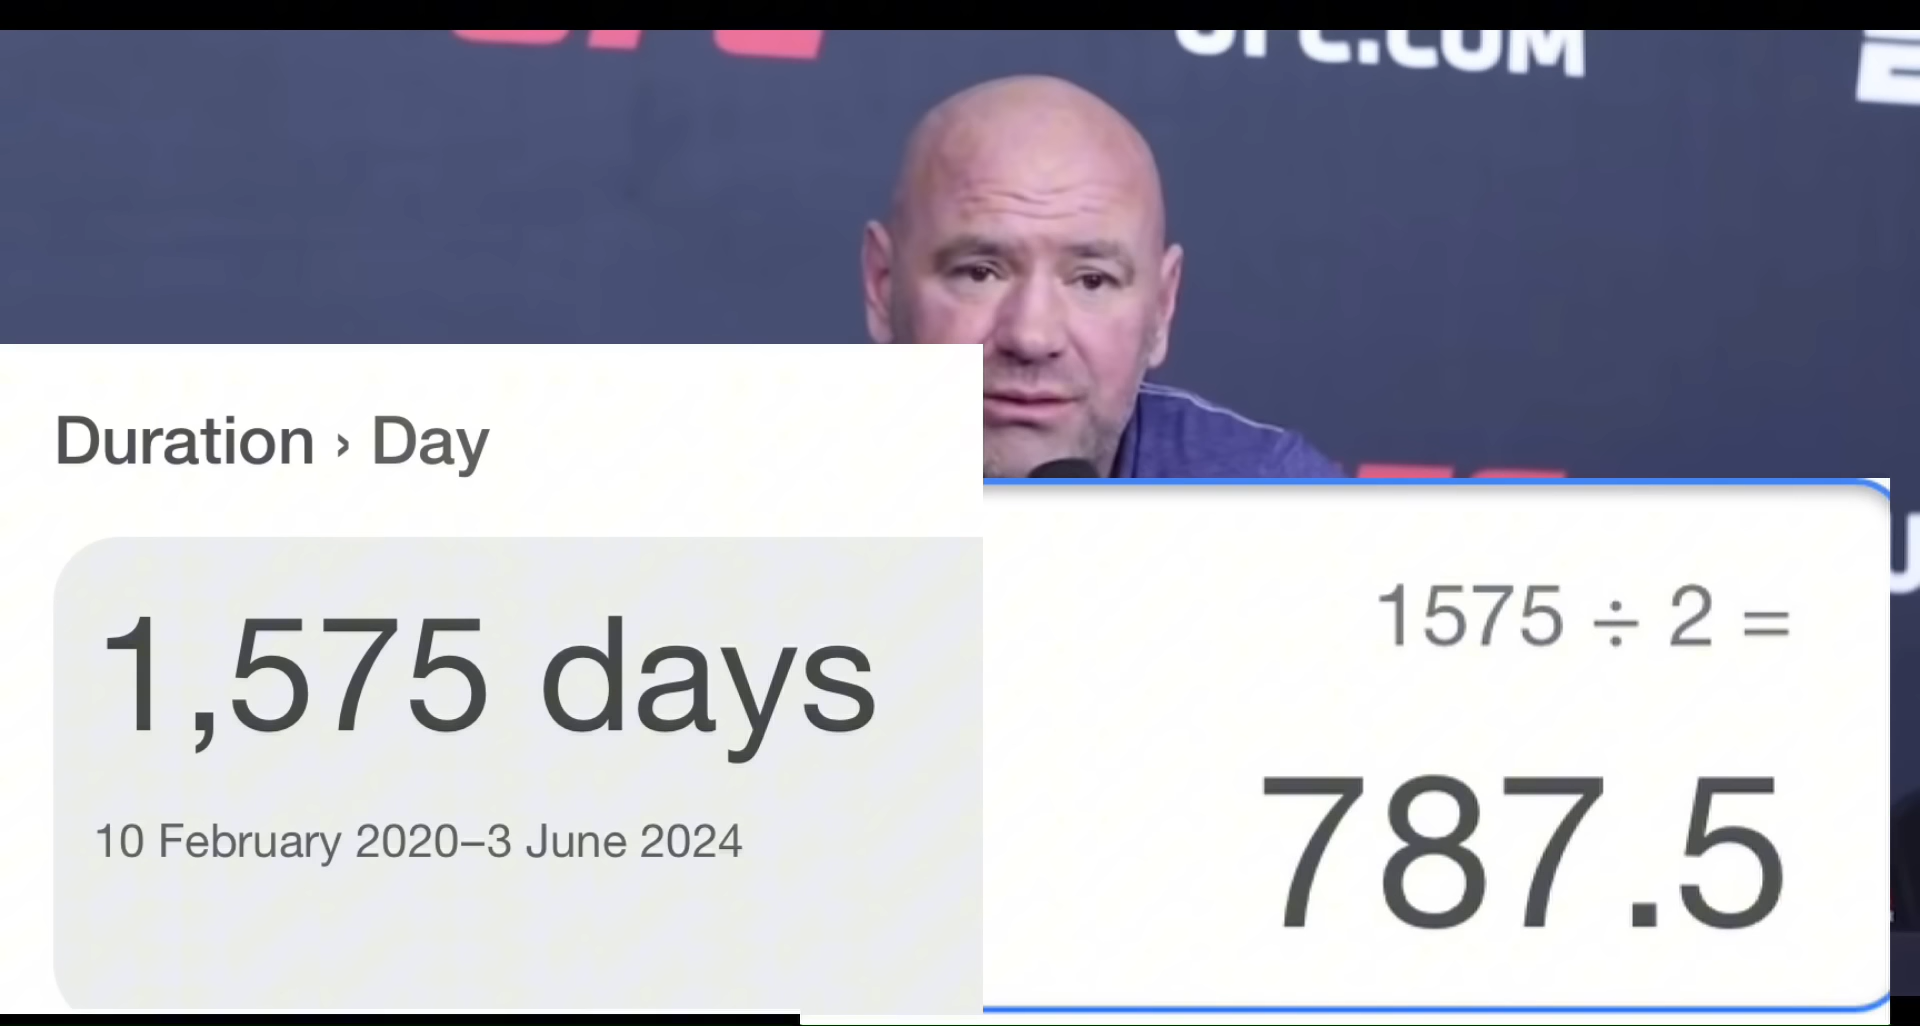 UFC.COM
Duration › Day
1,575 days
10 February 2020–3 June 2024
1575 ÷ 2 =
787.5